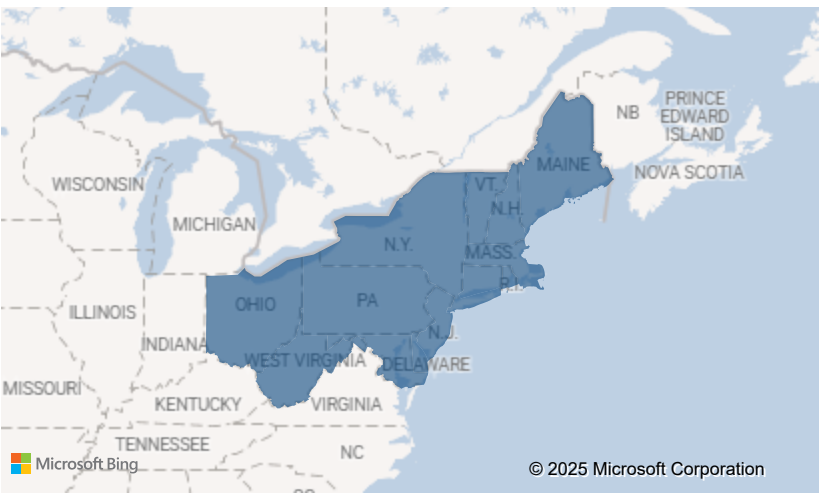 NB
PRINCE
EDWARD
ISLAND
MAINE
NOVA SCOTIA
WISCONSIN
VT.
N.H.
MICHIGAN
N.Y.
MASS.
R.I.
OHIO
PA
ILLINOIS
N.J.
INDIANA
WEST VIRGINIA
DELAWARE
MISSOURI
KENTUCKY
VIRGINIA
TENNESSEE
NC
Microsoft Bing
© 2025 Microsoft Corporation